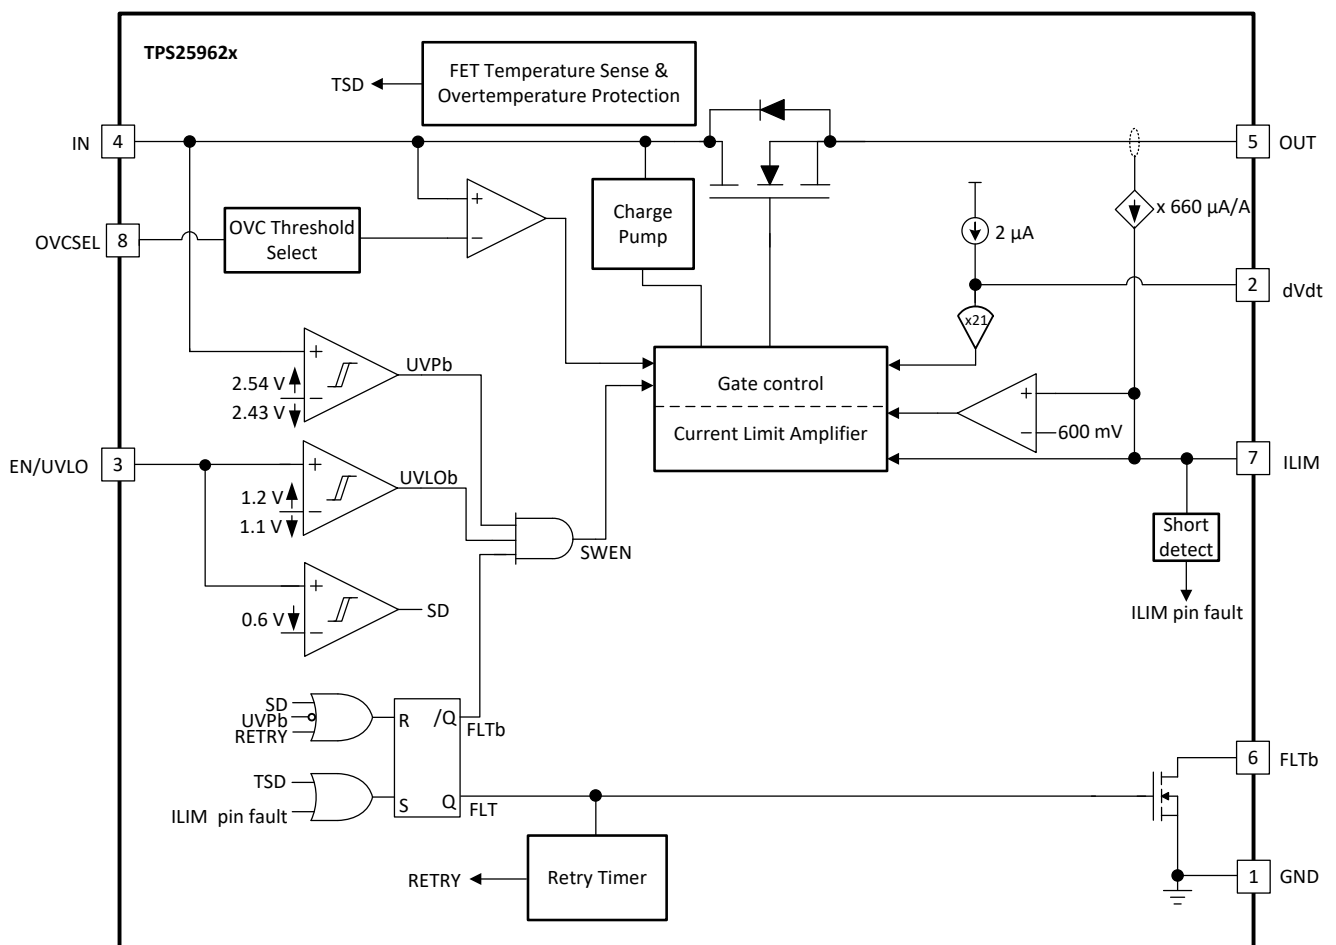 TPS25962x
FET Temperature Sense &
Overtemperature Protection
TSD
IN
4
5
OUT
OVCSEL
8
OVC Threshold
Select
+
−
Charge
Pump
x 660 µA/A
2 µA
2
dVdt
x21
+
2.54 V
−
2.43 V
UVPb
Gate control
Current Limit Amplifier
+
−
600 mV
EN/UVLO
3
+
1.2 V
−
1.1 V
UVLOb
7
ILIM
SWEN
Short
detect
ILIM pin fault
+
0.6 V
−
SD
SD
UVPb
RETRY
R
/Q
FLTb
TSD
ILIM pin fault
S
Q
FLT
6
FLTb
RETRY
Retry Timer
1
GND